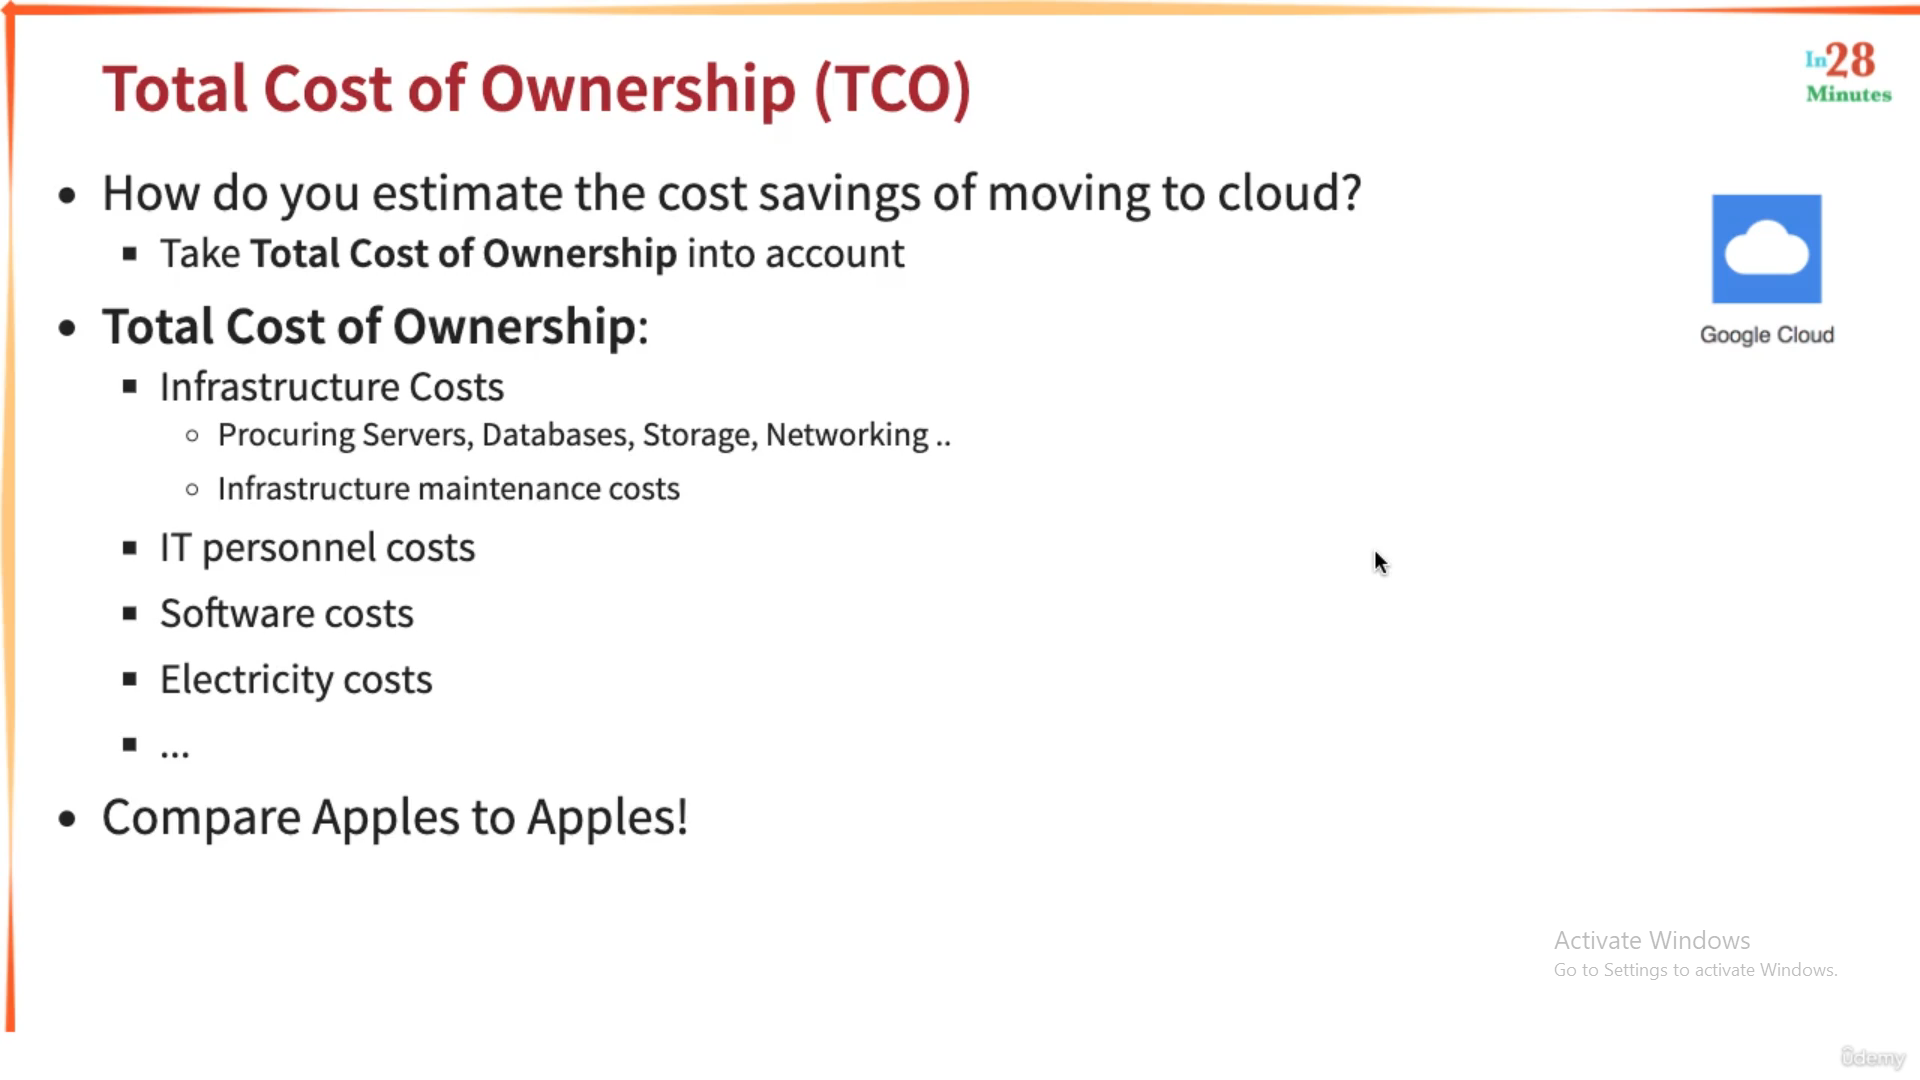 Total Cost of Ownership (TCO)
In28
Minutes
• How do you estimate the cost savings of moving to cloud?
▪ Take Total Cost of Ownership into account
Google Cloud
• Total Cost of Ownership:
▪ Infrastructure Costs
○ Procuring Servers, Databases, Storage, Networking ..
○ Infrastructure maintenance costs
▪ IT personnel costs
▪ Software costs
▪ Electricity costs
▪ ...
• Compare Apples to Apples!
Activate Windows
Go to Settings to activate Windows.
ûdemy